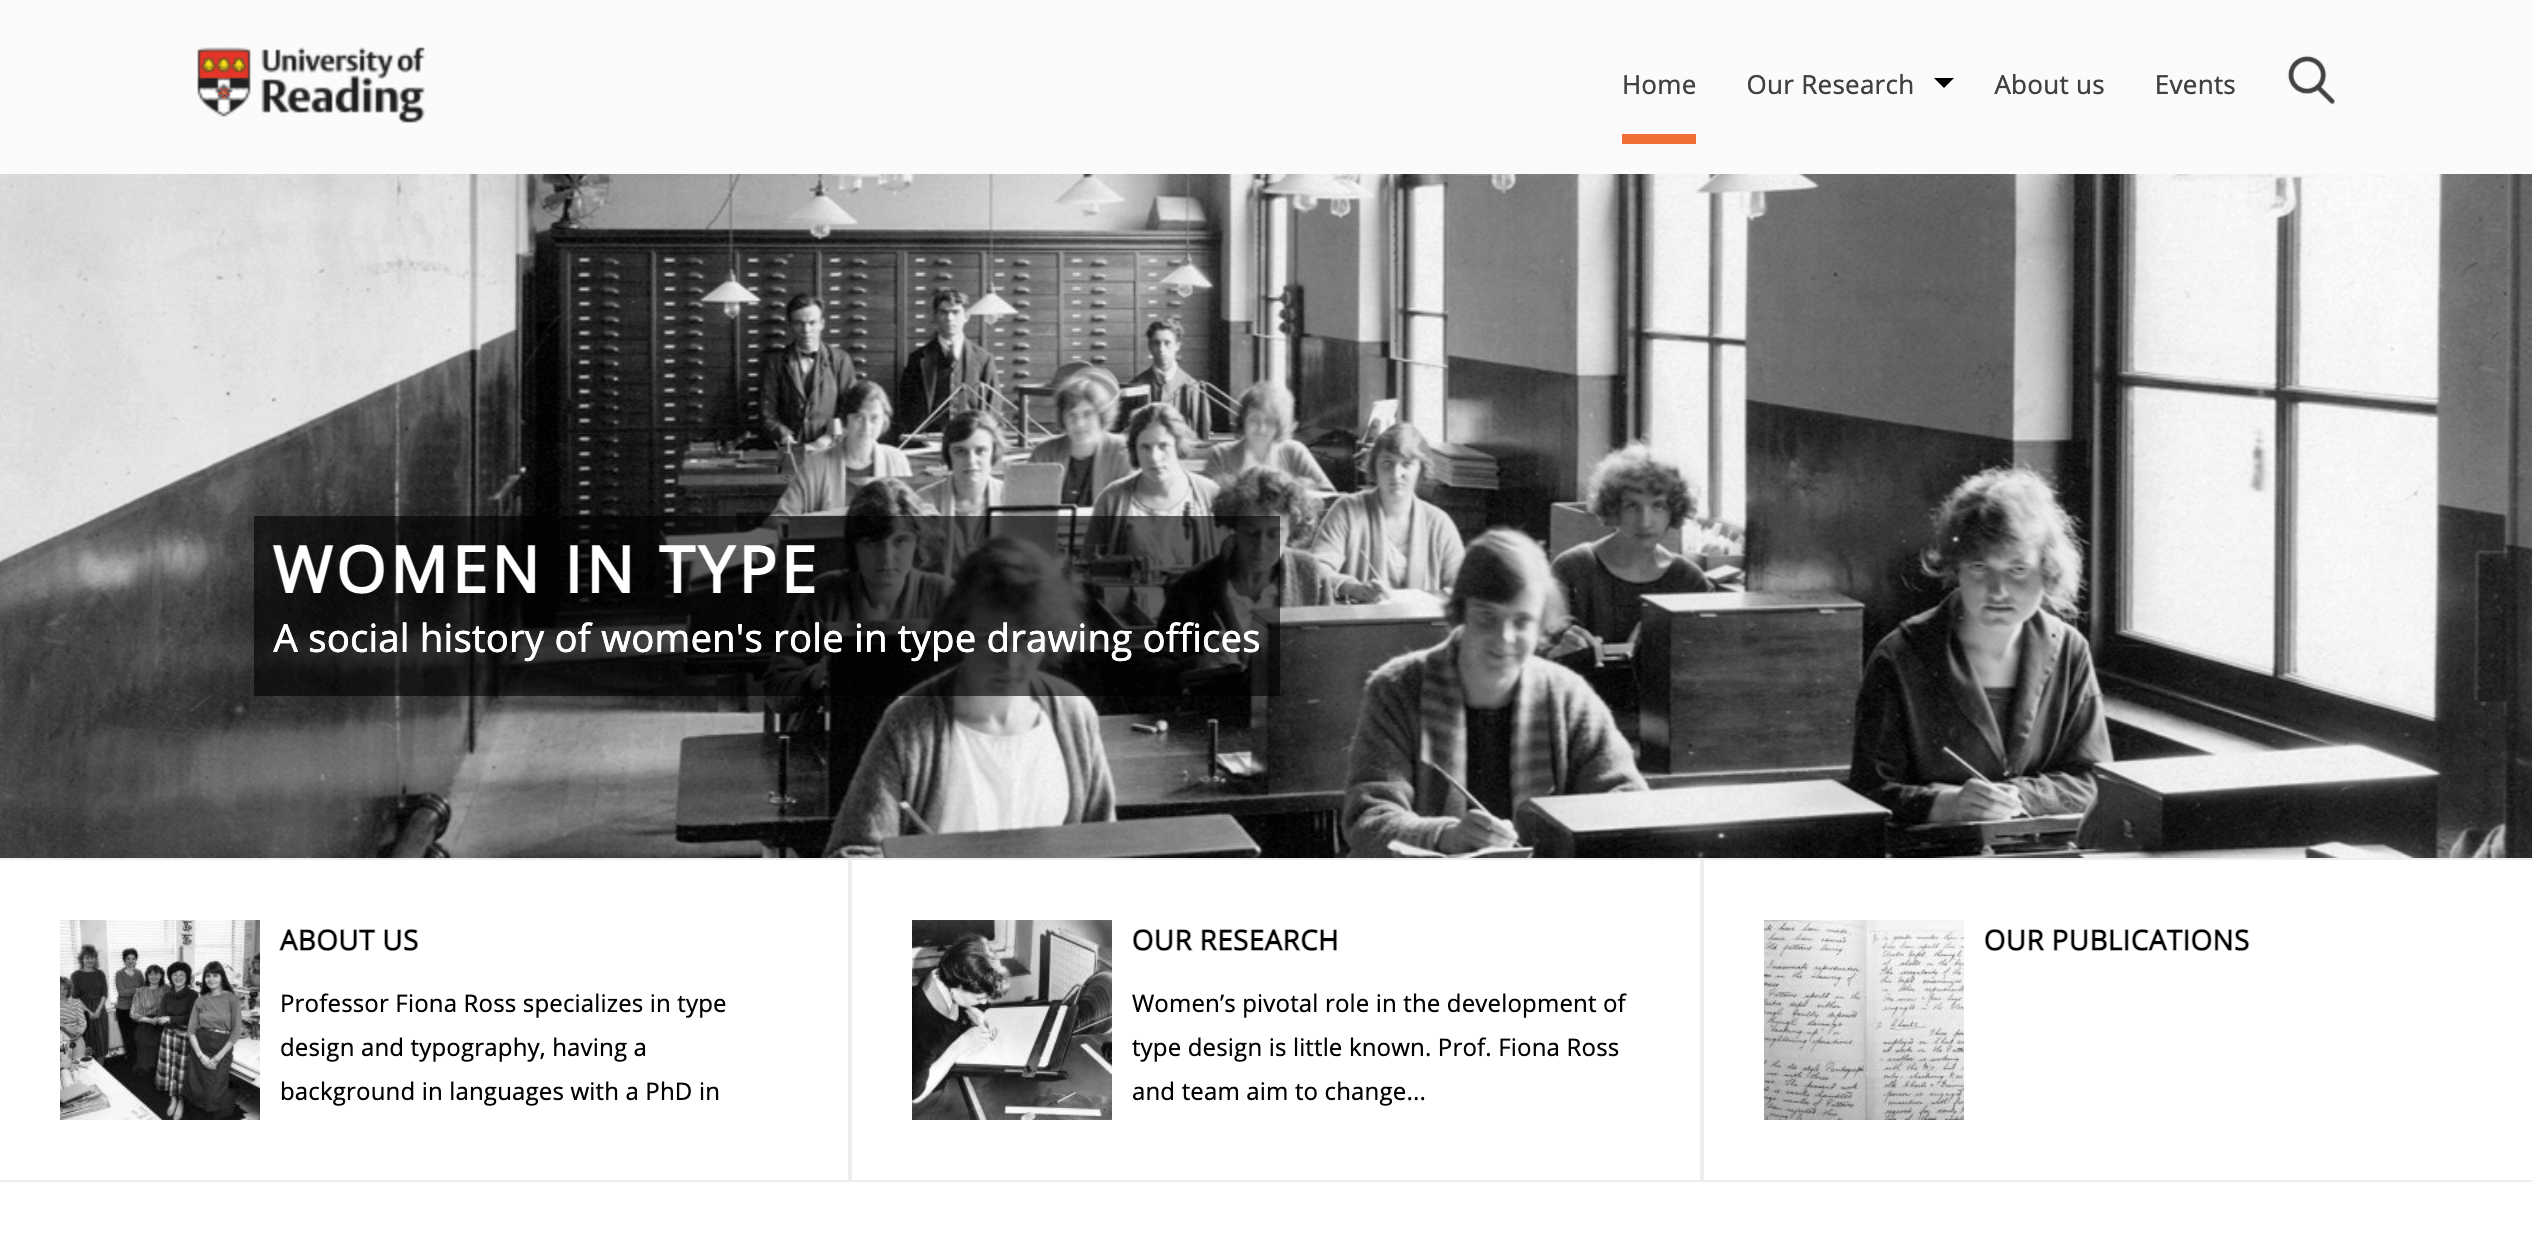 University of
Reading
Home
Our Research
About us
Events
WOMEN IN TYPE
A social history of women's role in type drawing offices
ABOUT US
Professor Fiona Ross specializes in type
design and typography, having a
background in languages with a PhD in
OUR RESEARCH
Women’s pivotal role in the development of
type design is little known. Prof. Fiona Ross
and team aim to change...
OUR PUBLICATIONS